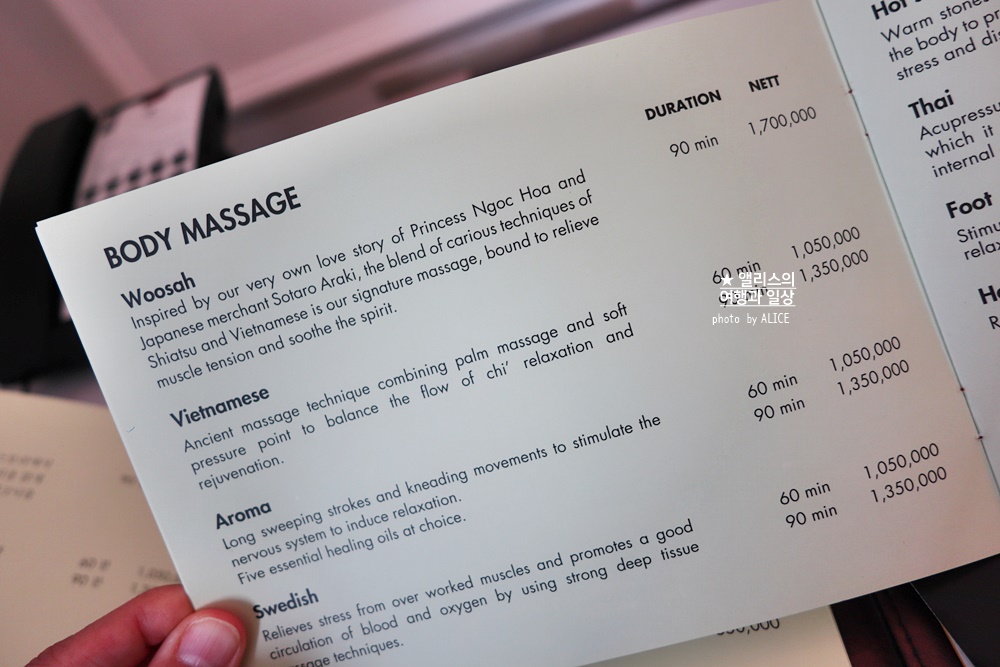 BODY MASSAGE
DURATION NETT
Woosah 90 min 1,700,000
Inspired by our very own love story of Princess Ngoc Hoa and
Japanese merchant Sotaro Araki, the blend of carious techniques of
Shiatsu and Vietnamese is our signature massage, bound to relieve
muscle tension and soothe the spirit.
Vietnamese 60 min 1,050,000
1,350,000
Ancient massage technique combining palm massage and soft
pressure point to balance the flow of chi' relaxation and
rejuvenation.
Aroma 60 min 1,050,000
90 min 1,350,000
Long sweeping strokes and kneading movements to stimulate the
nervous system to induce relaxation.
Five essential healing oils at choice.
Swedish 60 min 1,050,000
90 min 1,350,000
Relieves stress from over worked muscles and promotes a good
circulation of blood and oxygen by using strong deep tissue
techniques.
★ 앨리스의
여행과 일상
photo by ALICE
Warm stones
the body to
stress and
Thai
which it
internal
Foot